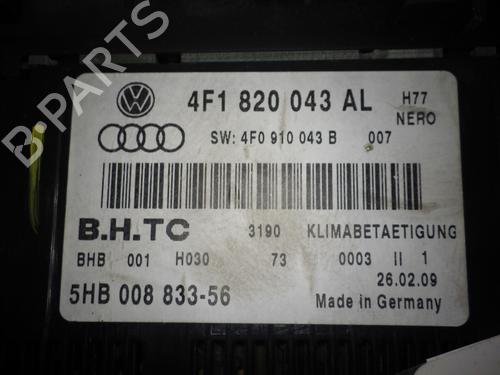 4F1 820 043 AL H77
NERO
SW: 4F0 910 043 B 007
B.H.TC 3190 KLIMABETAETIGUNG
BHB 001 H030 73 0003 II 1
26.02.09
5HB 008 833-56 Made in Germany
B-PARTS